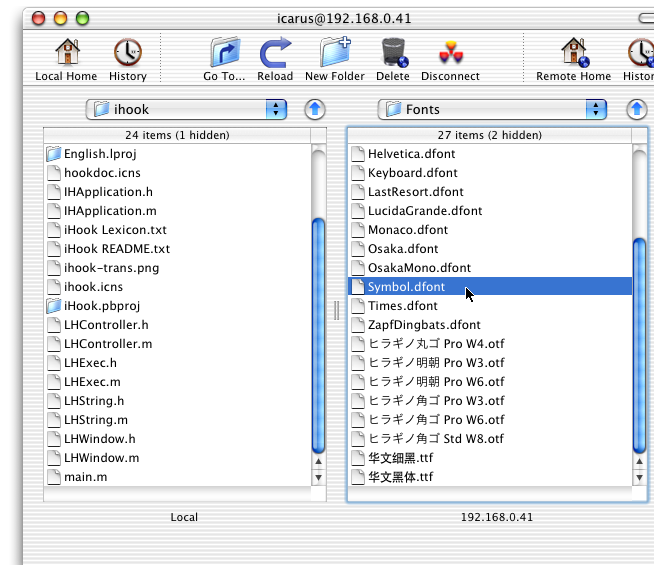 icarus@192.168.0.41
Local Home History Go To... Reload New Folder Delete Disconnect Remote Home Histor
ihook
Fonts
24 items (1 hidden)
English.lproj
hookdoc.icns
IHApplication.h
IHApplication.m
iHook Lexicon.txt
iHook README.txt
ihook-trans.png
ihook.icns
iHook.pbproj
LHController.h
LHController.m
LHExec.h
LHExec.m
LHString.h
LHString.m
LHWindow.h
LHWindow.m
main.m
Local
27 items (2 hidden)
Helvetica.dfont
Keyboard.dfont
LastResort.dfont
LucidaGrande.dfont
Monaco.dfont
Osaka.dfont
OsakaMono.dfont
Symbol.dfont
Times.dfont
ZapfDingbats.dfont
ヒラギノ丸ゴ Pro W4.otf
ヒラギノ明朝 Pro W3.otf
ヒラギノ明朝 Pro W6.otf
ヒラギノ角ゴ Pro W3.otf
ヒラギノ角ゴ Pro W6.otf
ヒラギノ角ゴ Std W8.otf
华文细黑.ttf
华文黑体.ttf
192.168.0.41